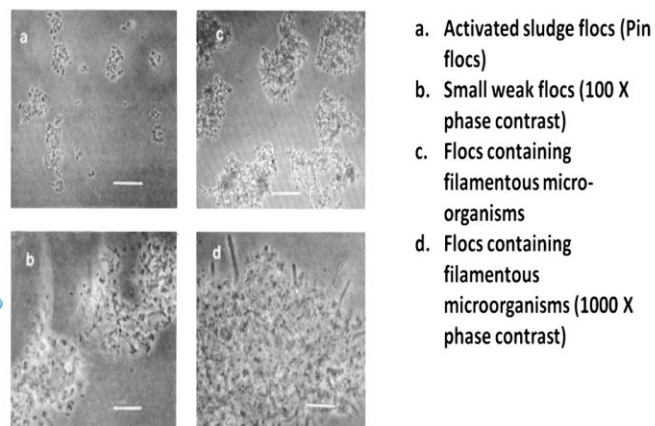 a
c
b
d
a. Activated sludge flocs (Pin
flocs)
b. Small weak flocs (100 X
phase contrast)
c. Flocs containing
filamentous micro-
organisms
d. Flocs containing
filamentous
microorganisms (1000 X
phase contrast)